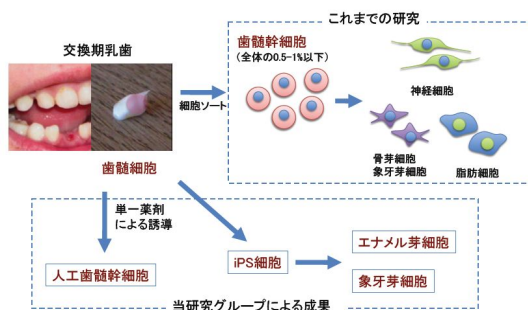 これまでの研究
交換期乳歯
歯髄幹細胞
(全体の0.5-1%以下)
細胞ソート
神経細胞
骨芽細胞
象牙芽細胞
脂肪細胞
歯髄細胞
単一薬剤
による誘導
人工歯髄幹細胞
iPS細胞
エナメル芽細胞
象牙芽細胞
当研究グループによる成果